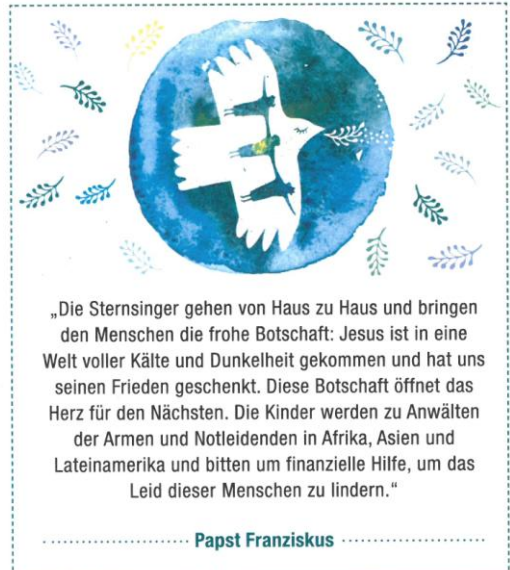 „Die Sternsinger gehen von Haus zu Haus und bringen
den Menschen die frohe Botschaft: Jesus ist in eine
Welt voller Kälte und Dunkelheit gekommen und hat uns
seinen Frieden geschenkt. Diese Botschaft öffnet das
Herz für den Nächsten. Die Kinder werden zu Anwälten
der Armen und Notleidenden in Afrika, Asien und
Lateinamerika und bitten um finanzielle Hilfe, um das
Leid dieser Menschen zu lindern.“
Papst Franziskus